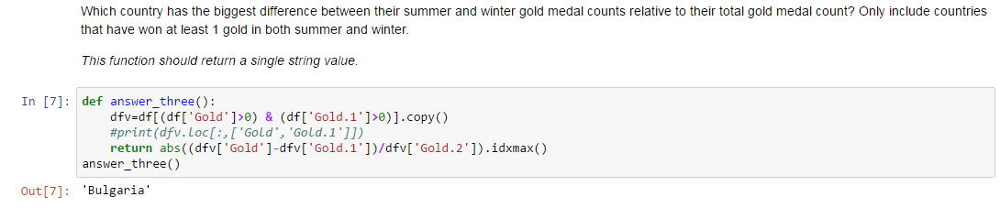 Which country has the biggest difference between their summer and winter gold medal counts relative to their total gold medal count? Only include countries
that have won at least 1 gold in both summer and winter.
This function should return a single string value.
In [7]: def answer_three():
dfv=df[(df['Gold']>0) & (df['Gold.1']>0)].copy()
#print(dfv.loc[:,['Gold','Gold.1']])
return abs((dfv['Gold']-dfv['Gold.1'])/dfv['Gold.2']).idxmax()
answer_three()
Out[7]: 'Bulgaria'